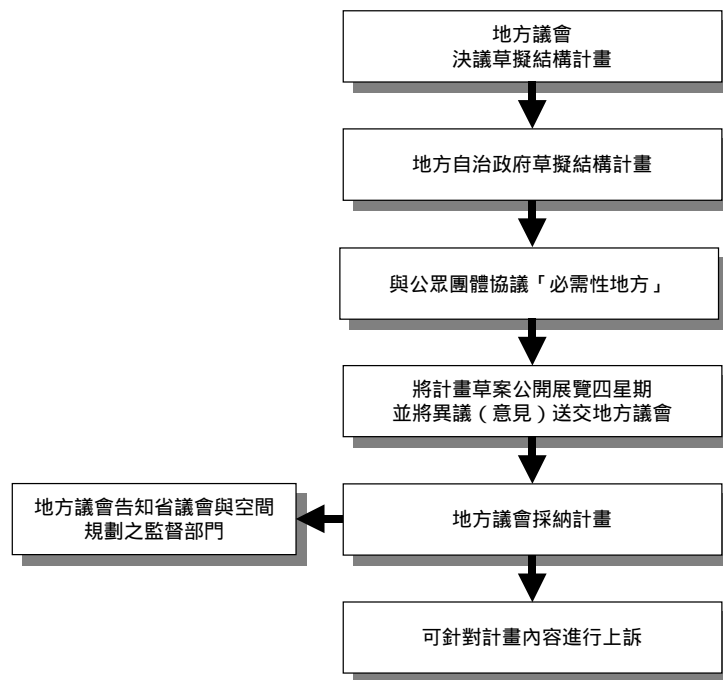 地方議會
決議草擬結構計畫
地方自治政府草擬結構計畫
與公眾團體協議「必需性地方」
將計畫草案公開展覽四星期
並將異議（意見）送交地方議會
地方議會告知省議會與空間
規劃之監督部門
地方議會採納計畫
可針對計畫內容進行上訴